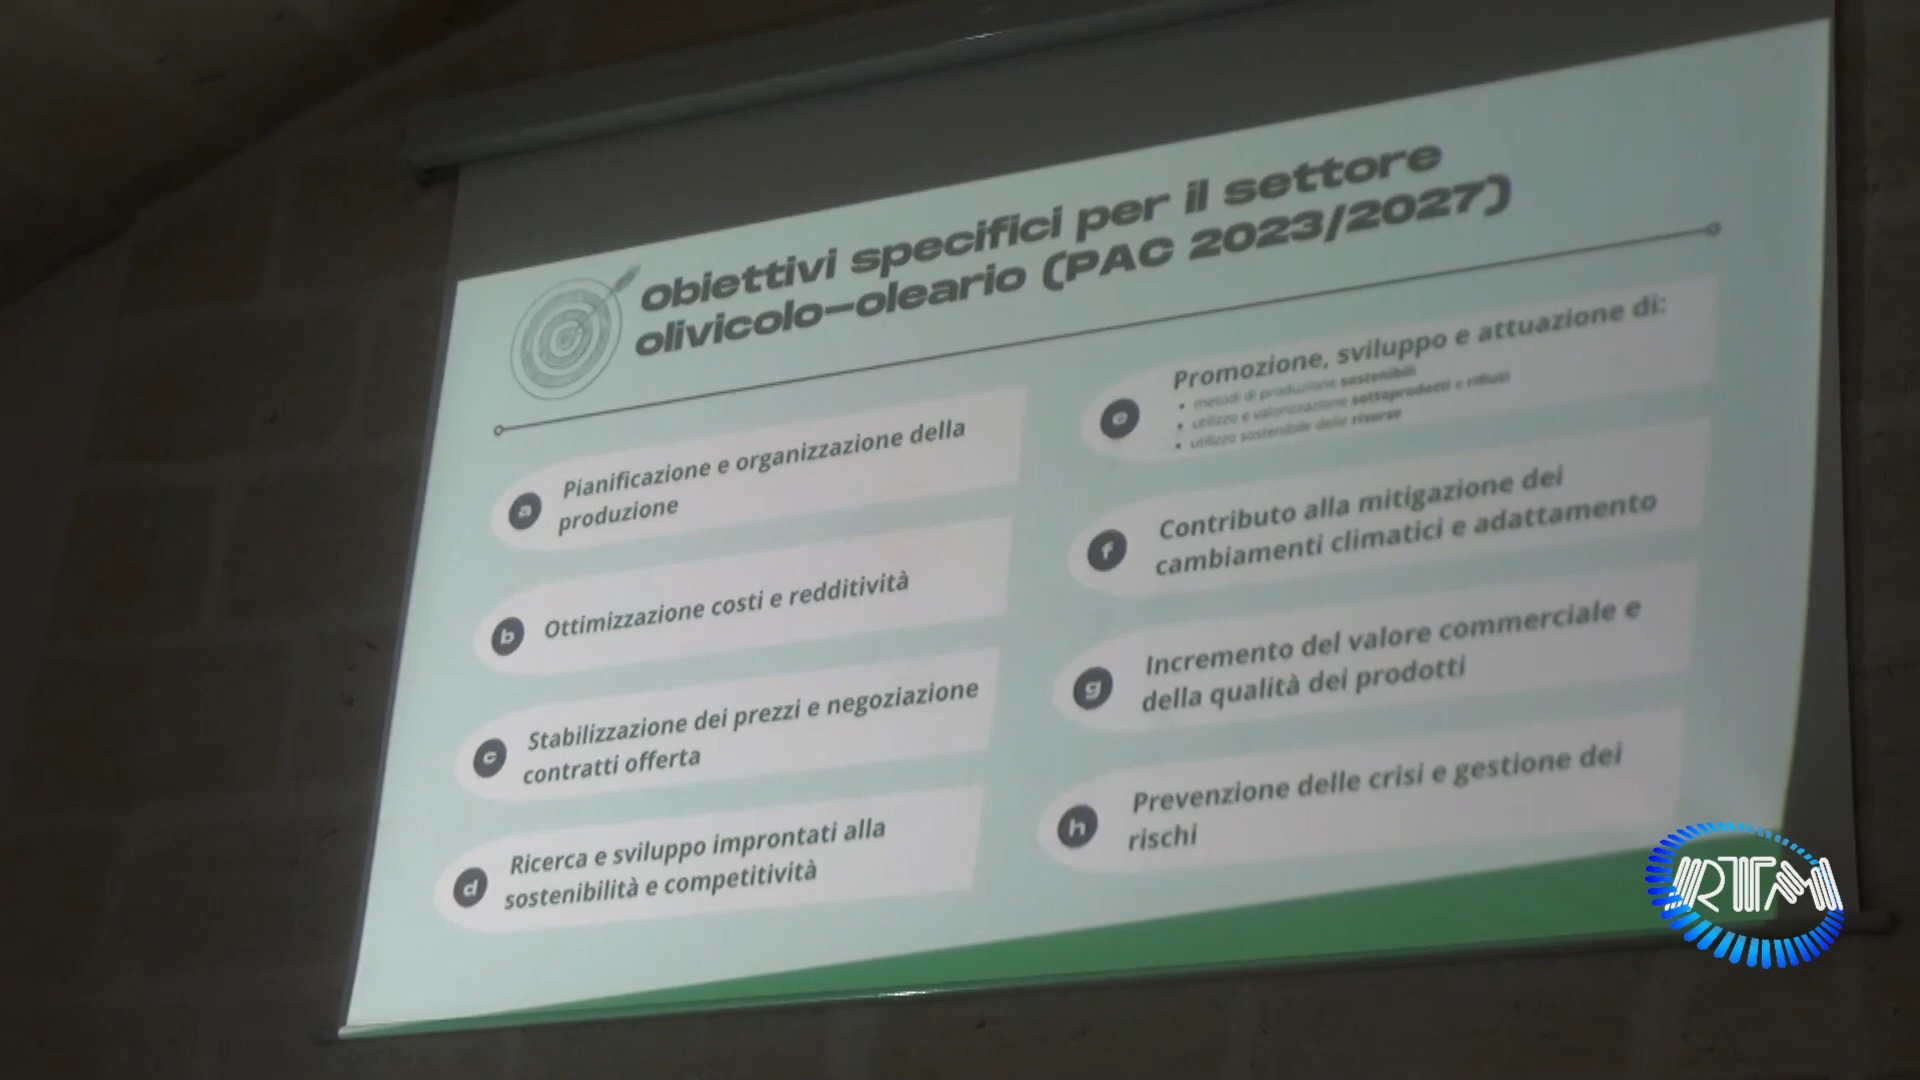 Obiettivi specifici per il settore
olivicolo-oleario (PAC 2023/2027)
a
Pianificazione e organizzazione della
produzione
b
Ottimizzazione costi e redditività
c
Stabilizzazione dei prezzi e negoziazione
contratti offerta
d
Ricerca e sviluppo improntati alla
sostenibilità e competitività
e
Promozione, sviluppo e attuazione di:
• metodi di produzione sostenibili
• utilizzo e valorizzazione sottoprodotti e rifiuti
• utilizzo sostenibile delle risorse
f
Contributo alla mitigazione dei
cambiamenti climatici e adattamento
g
Incremento del valore commerciale e
della qualità dei prodotti
h
Prevenzione delle crisi e gestione dei
rischi
RTM